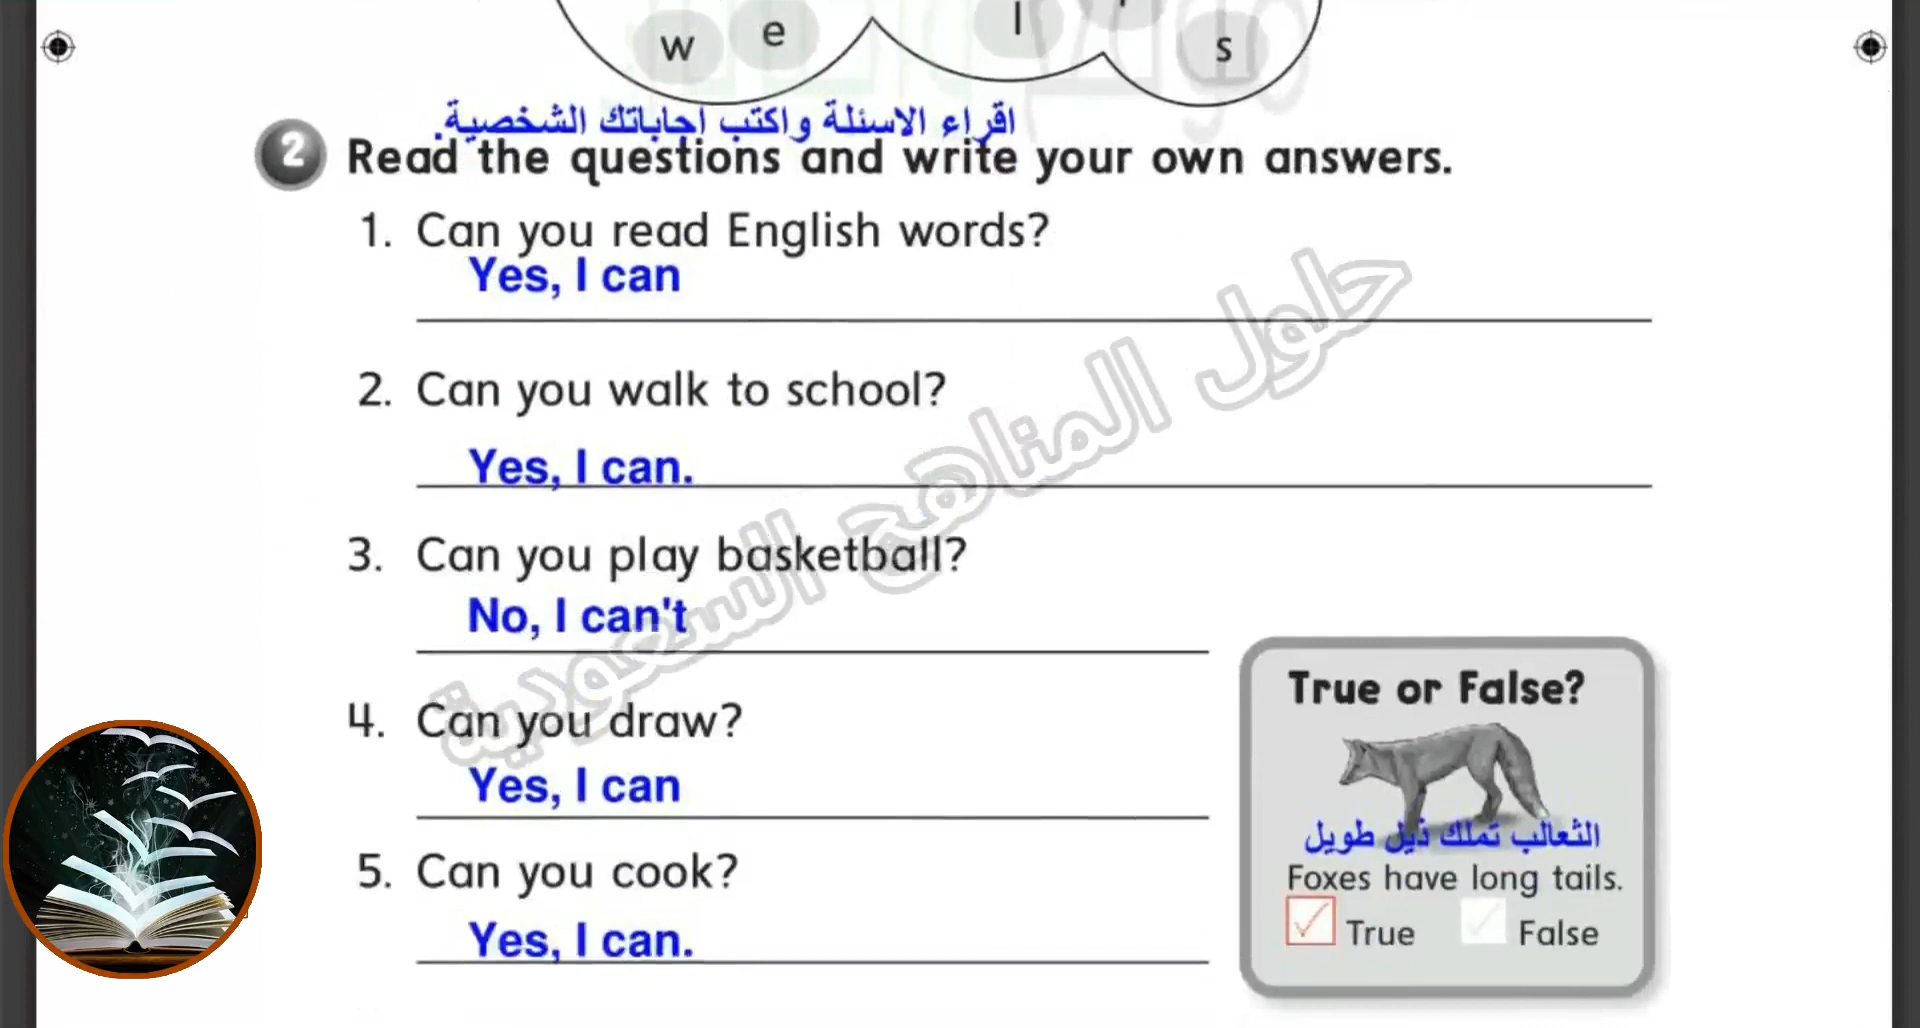 w e l s
اقراء الاسئلة واكتب اجاباتك الشخصية.
2 Read the questions and write your own answers.
1. Can you read English words?
Yes, I can
2. Can you walk to school?
Yes, I can.
3. Can you play basketball?
No, I can't
4. Can you draw?
Yes, I can
5. Can you cook?
Yes, I can.
True or False?
الثعالب تملك ذيل طويل
Foxes have long tails.
True False
حلول المناهج السعودية